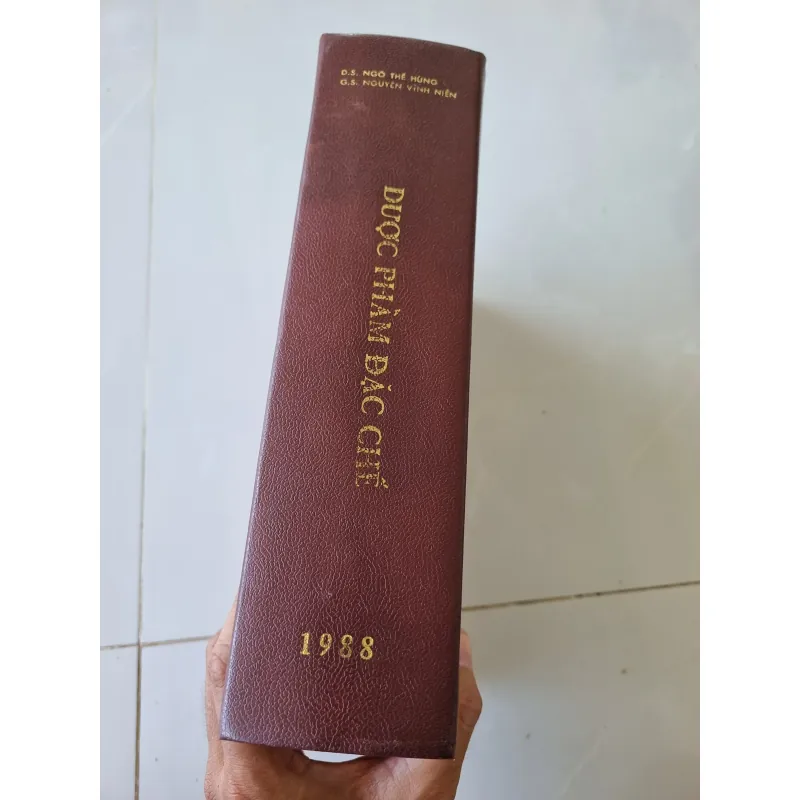 D.S. NGÔ THẾ HÙNG
G.S. NGUYỄN VĨNH NIÊN
DƯỢC PHẨM ĐẶC CHẾ
1988